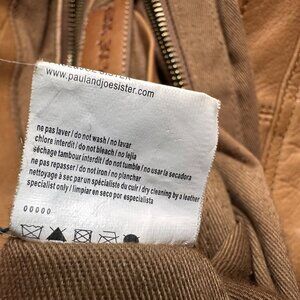 www.paulandjoesister.com
ne pas laver / do not wash / no lavar
chlore interdit / do not bleach / no lejia
séchage tambour interdit / do not tumble / no usar la secadora
ne pas repasser / do not iron / no planchar
nettoyage à sec par un spécialiste du cuir / dry cleaning by a leather
specialist only / limpiar en seco por especialista
00000